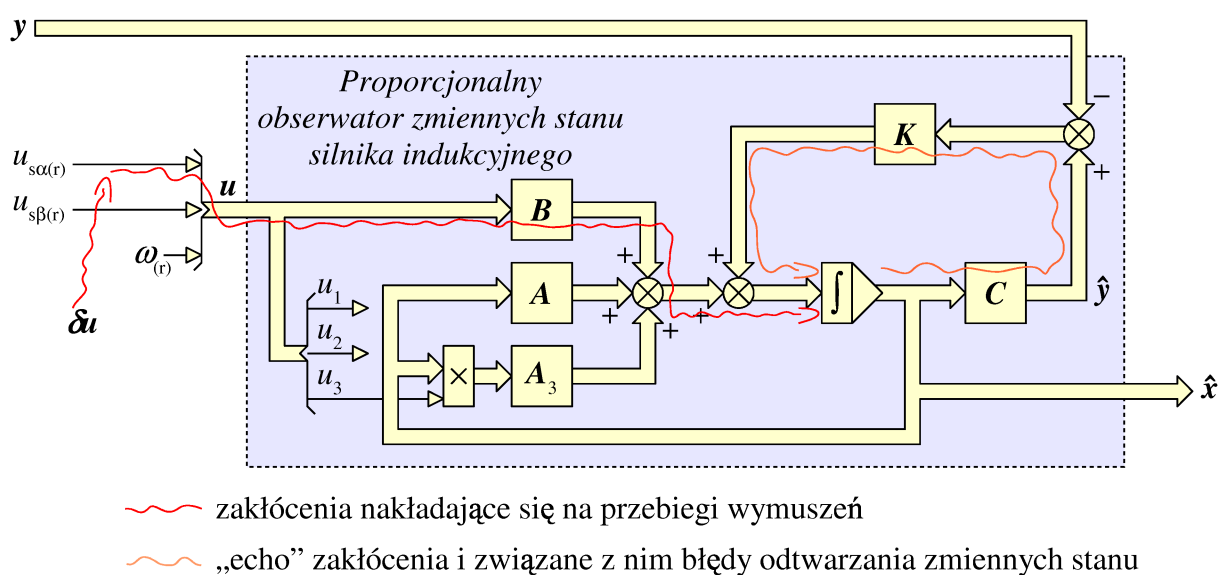 y
Proporcjonalny
obserwator zmiennych stanu
silnika indukcyjnego
−
K
+
usα(r)
u
usβ(r)
B
ω(r)
+
+
u1
A
∫
C
ŷ
δu
+
+
+
u2
u3
×
A3
x̂
zakłócenia nakładające się na przebiegi wymuszeń
„echo” zakłócenia i związane z nim błędy odtwarzania zmiennych stanu